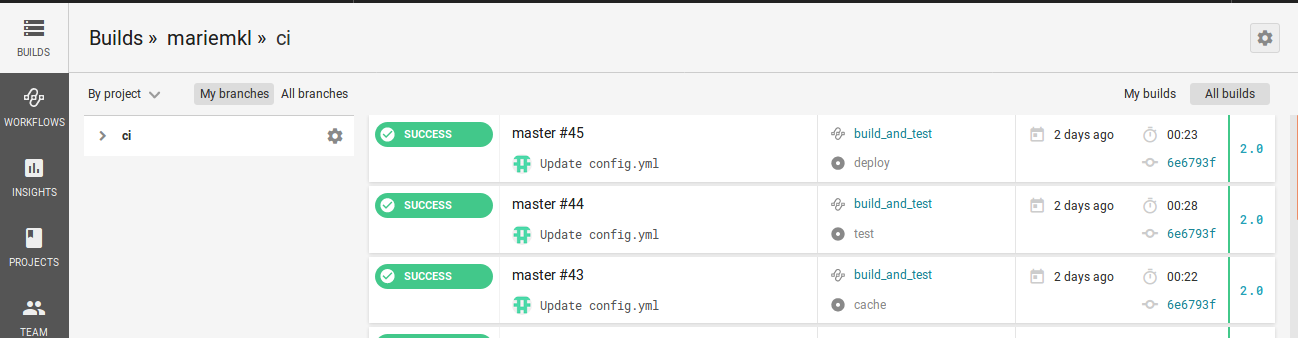 BUILDS
Builds » mariemkl » ci
WORKFLOWS
INSIGHTS
PROJECTS
TEAM
By project
My branches
All branches
My builds
All builds
ci
SUCCESS
master #45
Update config.yml
build_and_test
deploy
2 days ago
00:23
6e6793f
2.0
SUCCESS
master #44
Update config.yml
build_and_test
test
2 days ago
00:28
6e6793f
2.0
SUCCESS
master #43
Update config.yml
build_and_test
cache
2 days ago
00:22
6e6793f
2.0